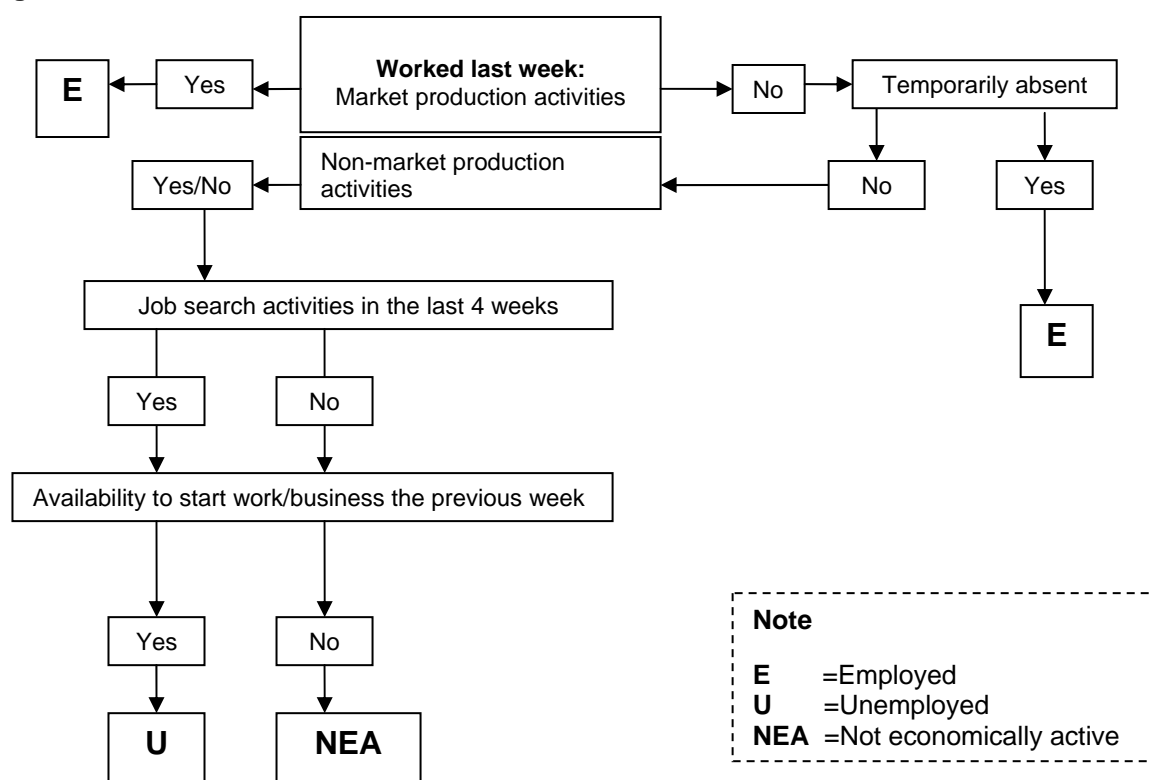 E
Yes
Worked last week:
Market production activities
No
Temporarily absent
Yes/No
Non-market production
activities
No
Yes
E
Job search activities in the last 4 weeks
Yes
No
Availability to start work/business the previous week
Yes
No
U
NEA
Note
E =Employed
U =Unemployed
NEA =Not economically active